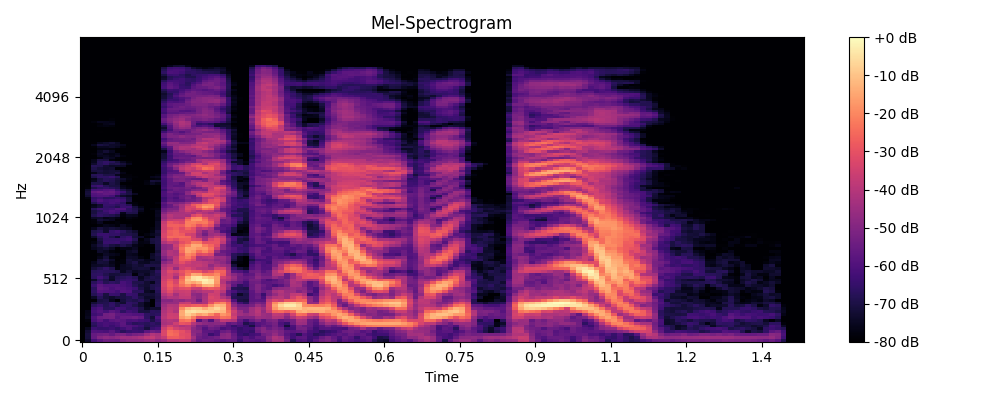 Mel-Spectrogram
+0 dB
-10 dB
-20 dB
-30 dB
-40 dB
-50 dB
-60 dB
-70 dB
-80 dB
4096
2048
1024
512
0
Hz
0 0.15 0.3 0.45 0.6 0.75 0.9 1.1 1.2 1.4
Time